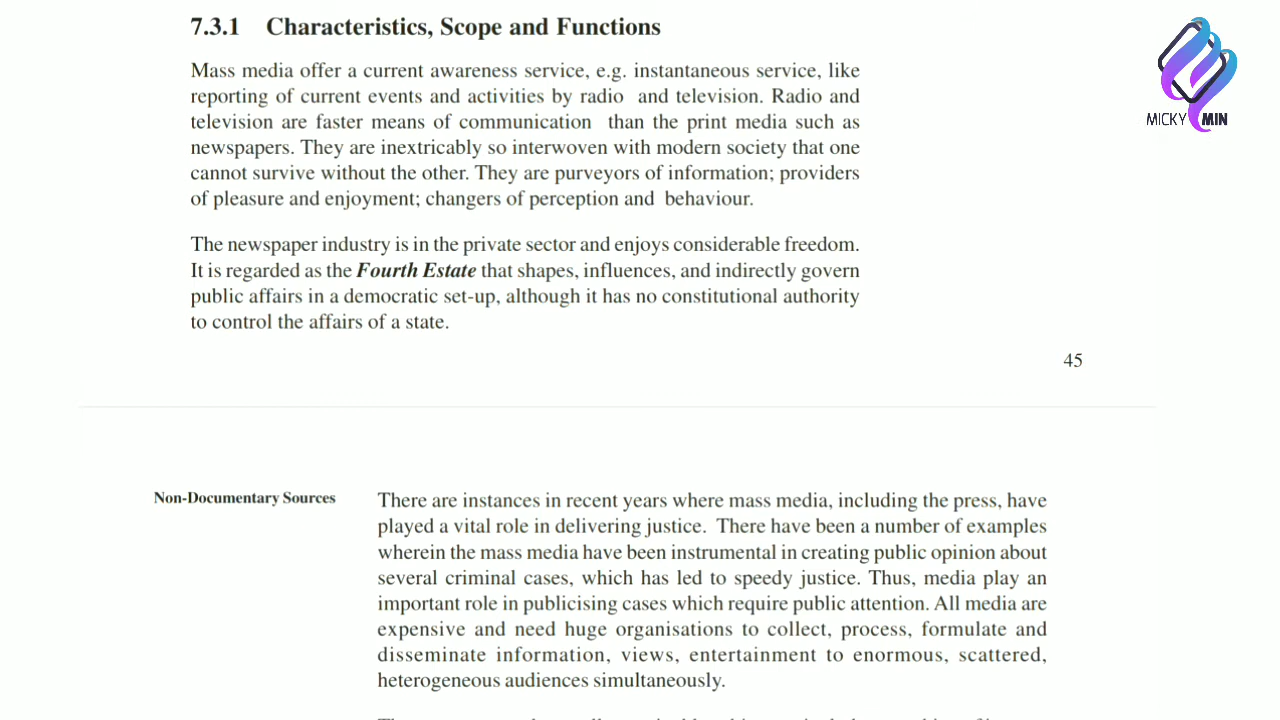 7.3.1 Characteristics, Scope and Functions
Mass media offer a current awareness service, e.g. instantaneous service, like
reporting of current events and activities by radio and television. Radio and
television are faster means of communication than the print media such as
newspapers. They are inextricably so interwoven with modern society that one
cannot survive without the other. They are purveyors of information; providers
of pleasure and enjoyment; changers of perception and behaviour.
The newspaper industry is in the private sector and enjoys considerable freedom.
It is regarded as the Fourth Estate that shapes, influences, and indirectly govern
public affairs in a democratic set-up, although it has no constitutional authority
to control the affairs of a state.
45
Non-Documentary Sources
There are instances in recent years where mass media, including the press, have
played a vital role in delivering justice. There have been a number of examples
wherein the mass media have been instrumental in creating public opinion about
several criminal cases, which has led to speedy justice. Thus, media play an
important role in publicising cases which require public attention. All media are
expensive and need huge organisations to collect, process, formulate and
disseminate information, views, entertainment to enormous, scattered,
heterogeneous audiences simultaneously.
MICKY MIN